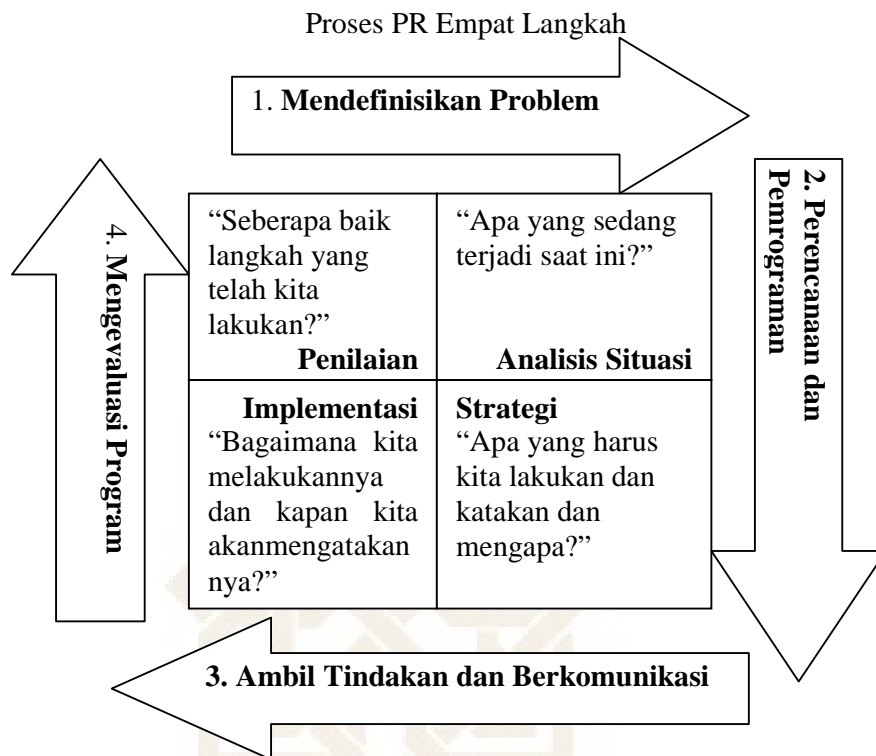 Proses PR Empat Langkah
1. Mendefinisikan Problem
2. Perencanaan dan
Pemrograman
“Seberapa baik
langkah yang
telah kita
lakukan?”
Penilaian
“Apa yang sedang
terjadi saat ini?”
Analisis Situasi
Implementasi
“Bagaimana kita
melakukannya
dan kapan kita
akanmengatakan
nya?”
Strategi
“Apa yang harus
kita lakukan dan
katakan dan
mengapa?”
3. Ambil Tindakan dan Berkomunikasi
4. Mengevaluasi Program